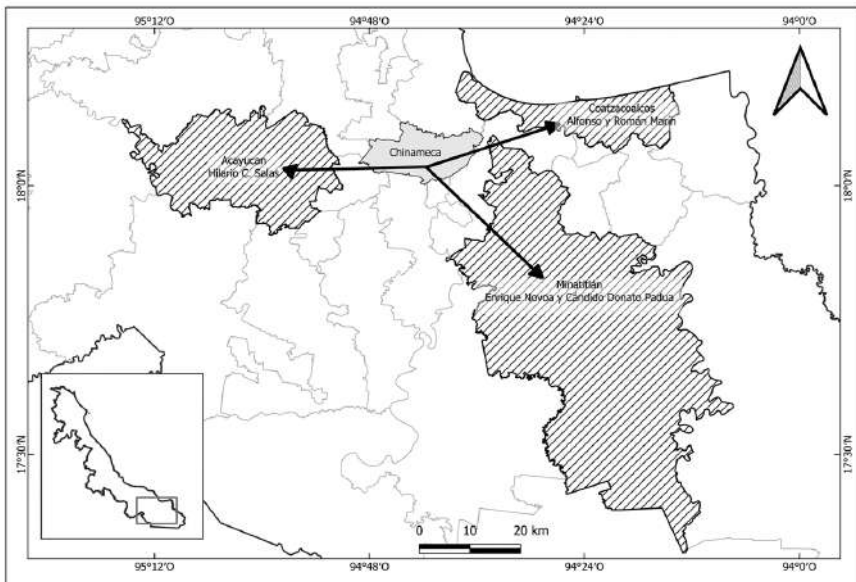 95°12'O 94°48'O 94°24'O 94°0'O
Coatzacoalcos
Alfonso y Román Marín
Chinameca
Acayucan
Hilario C. Salas
18°0'N 18°0'N
Minatitlán
Enrique Novoa y Cándido Donato Padua
17°30'N 17°30'N
0 10 20 km
95°12'O 94°48'O 94°24'O 94°0'O